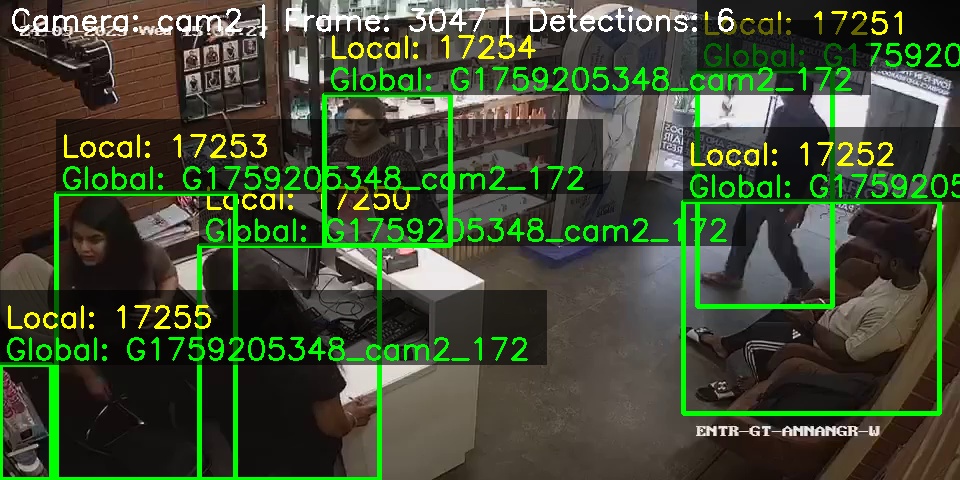 Camera: cam2 | Frame: 3047 | Detections: 6
Local: 17251
Global: G175920
Local: 17254
Global: G1759205348_cam2_172
Local: 17252
Global: G1759205
Local: 17253
Global: G1759205348_cam2_172
Local: 17250
Global: G1759205348_cam2_172
Local: 17255
Global: G1759205348_cam2_172
ENTR-GT-ANNANGR-W